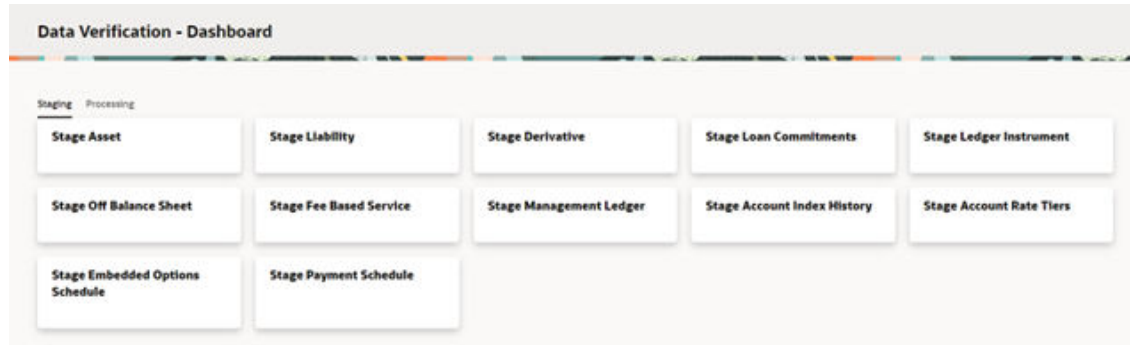 Data Verification - Dashboard
Staging Processing
Stage Asset
Stage Liability
Stage Derivative
Stage Loan Commitments
Stage Ledger Instrument
Stage Off Balance Sheet
Stage Fee Based Service
Stage Management Ledger
Stage Account Index History
Stage Account Rate Tiers
Stage Embedded Options
Schedule
Stage Payment Schedule